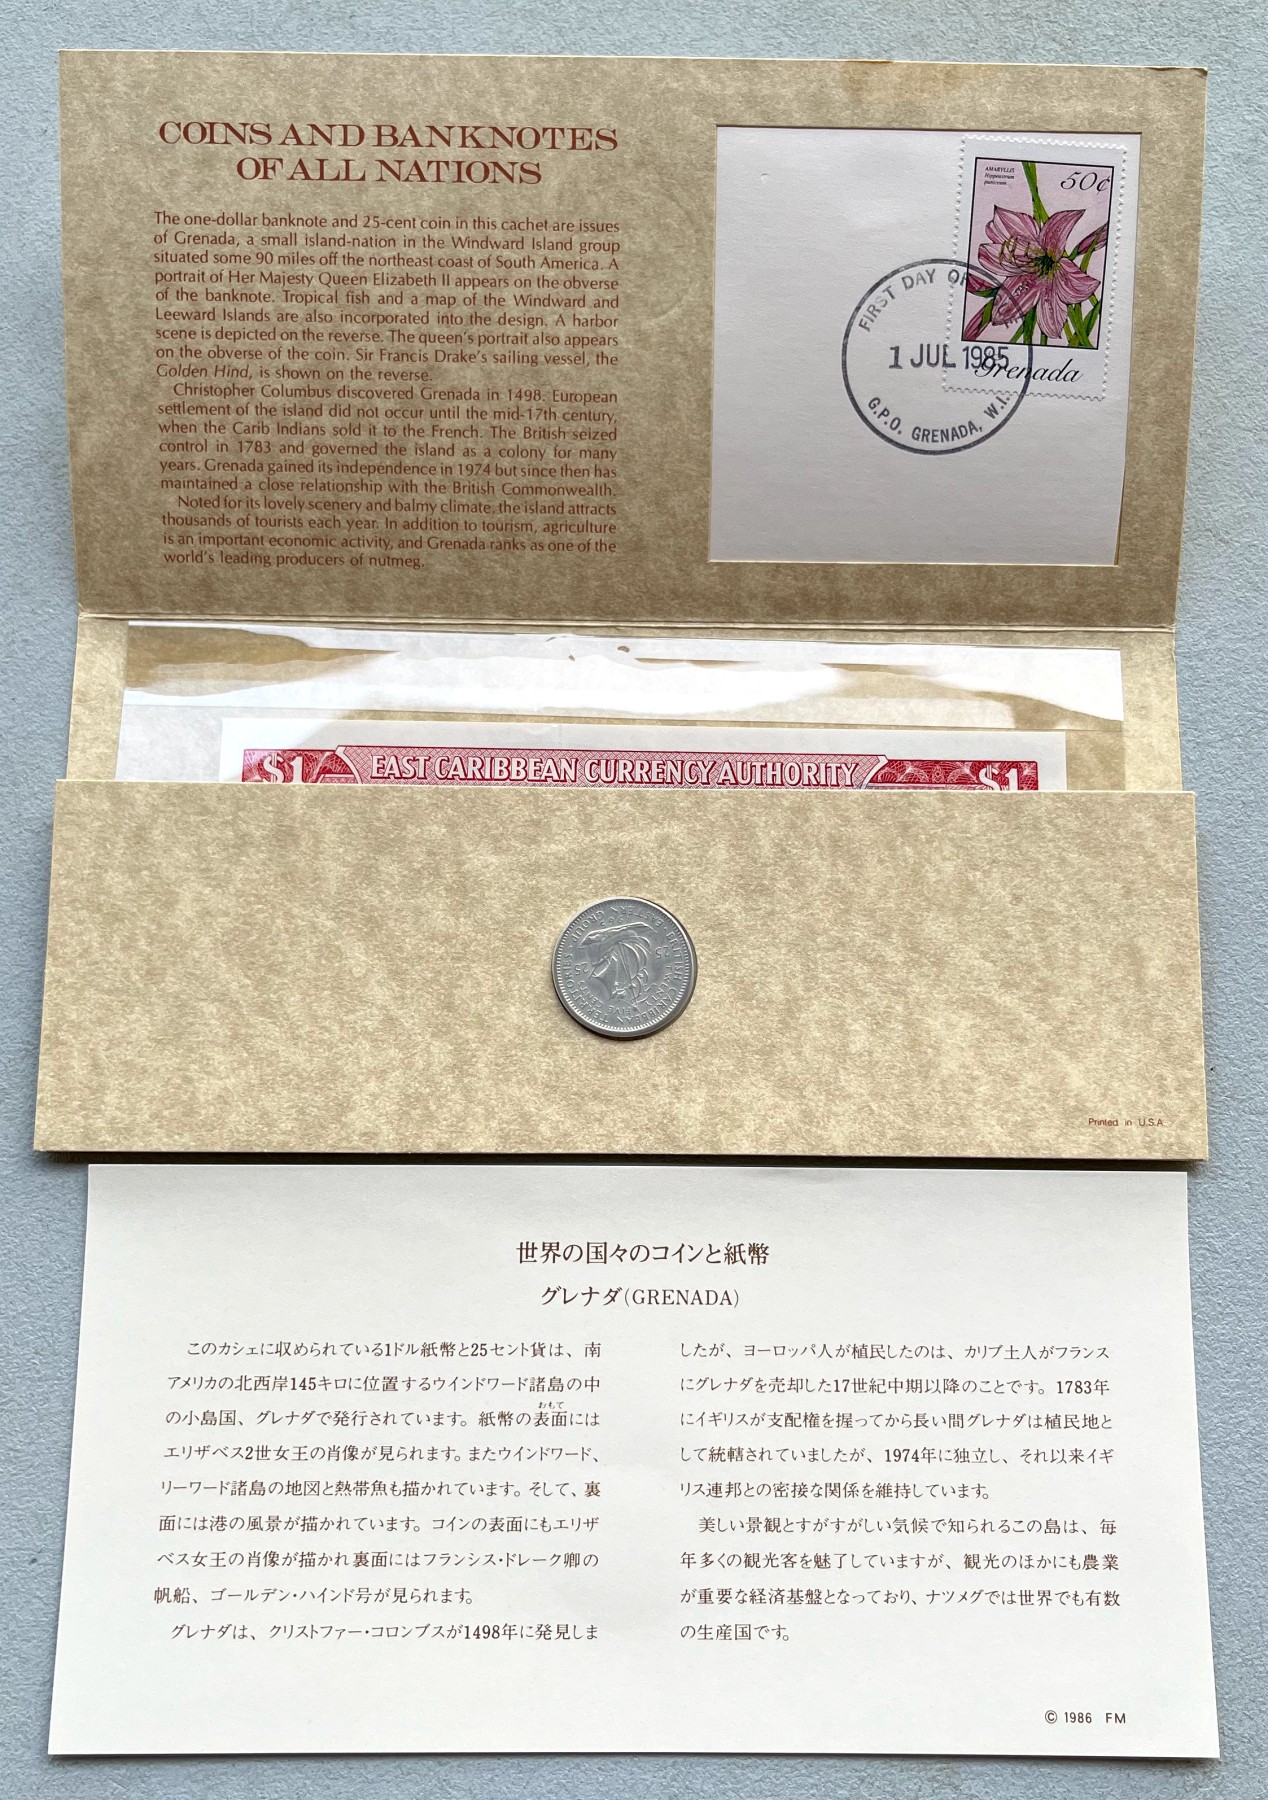 COINS AND BANKNOTES
OF ALL NATIONS
The one-dollar banknote and 25-cent coin in this cachet are issues
of Grenada, a small island-nation in the Windward Island group
situated some 90 miles off the northeast coast of South America. A
portrait of Her Majesty Queen Elizabeth II appears on the obverse
of the banknote. Tropical fish and a map of the Windward and
Leeward Islands are also incorporated into the design. A harbor
scene is depicted on the reverse. The queen's portrait also appears
on the obverse of the coin. Sir Francis Drake's sailing vessel, the
Golden Hind, is shown on the reverse.
Christopher Columbus discovered Grenada in 1498. European
settlement of the island did not occur until the mid-17th century,
when the Carib Indians sold it to the French. The British seized
control in 1783 and governed the island as a colony for many
years. Grenada gained its independence in 1974 but since then has
maintained a close relationship with the British Commonwealth.
Noted for its lovely scenery and balmy climate, the island attracts
thousands of tourists each year. In addition to tourism, agriculture
is an important economic activity, and Grenada ranks as one of the
world's leading producers of nutmeg.
AMARYLLIS
Hippeastrum
puniceum
50¢
Grenada
FIRST DAY OF
1 JUL 1985
G.P.O. GRENADA, W.I.
$1
EAST CARIBBEAN CURRENCY AUTHORITY
$1
BRITISH CARIBBEAN TERRITORIES · EASTERN GROUP
1965
25
TWENTY FIVE CENTS
Printed in U.S.A.
世界の国々のコインと紙幣
グレナダ(GRENADA)
このカシェに収められている1ドル紙幣と25セント貨は、南
アメリカの北西岸145キロに位置するウインドワード諸島の中
の小島国、グレナダで発行されています。紙幣の表面には
おもて
エリザベス2世女王の肖像が見られます。またウインドワード、
リーワード諸島の地図と熱帯魚も描かれています。そして、裏
面には港の風景が描かれています。コインの表面にもエリザ
ベス女王の肖像が描かれ裏面にはフランシス・ドレーク卿の
帆船、ゴールデン・ハインド号が見られます。
グレナダは、クリストファー・コロンブスが1498年に発見しま
したが、ヨーロッパ人が植民したのは、カリブ土人がフランス
にグレナダを売却した17世紀中期以降のことです。1783年
にイギリスが支配権を握ってから長い間グレナダは植民地と
して統轄されていましたが、1974年に独立し、それ以来イギ
リス連邦との密接な関係を維持しています。
美しい景観とすがすがしい気候で知られるこの島は、毎
年多くの観光客を魅了していますが、観光のほかにも農業
が重要な経済基盤となっており、ナツメグでは世界でも有数
の生産国です。
© 1986 FM